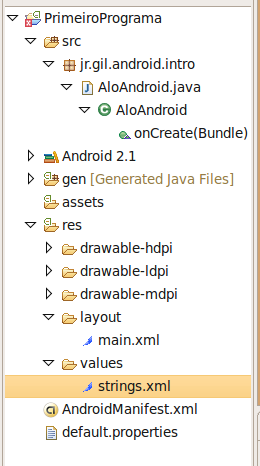 PrimeiroPrograma
src
jr.gil.android.intro
AloAndroid.java
AloAndroid
onCreate(Bundle)
Android 2.1
gen [Generated Java Files]
assets
res
drawable-hdpi
drawable-ldpi
drawable-mdpi
layout
main.xml
values
strings.xml
AndroidManifest.xml
default.properties